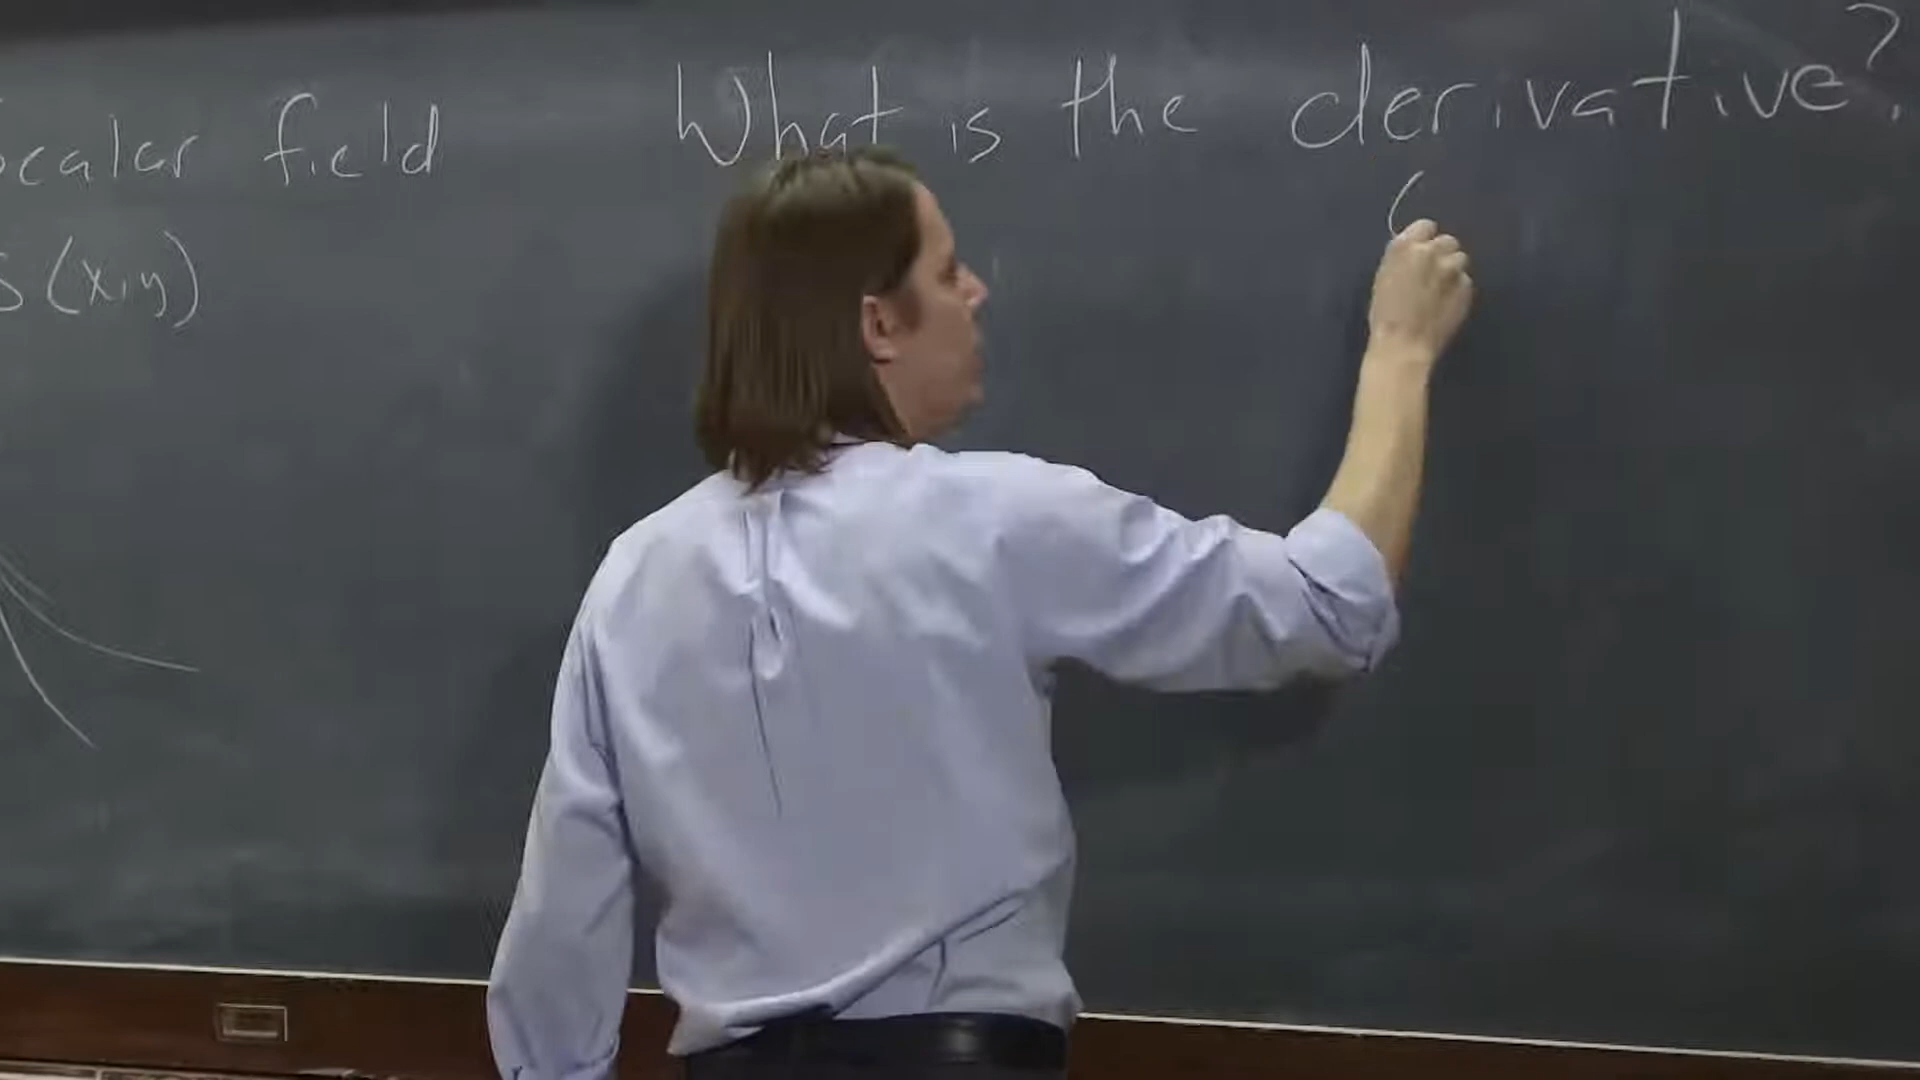 scalar field
S(x,y)
What is the derivative?
(